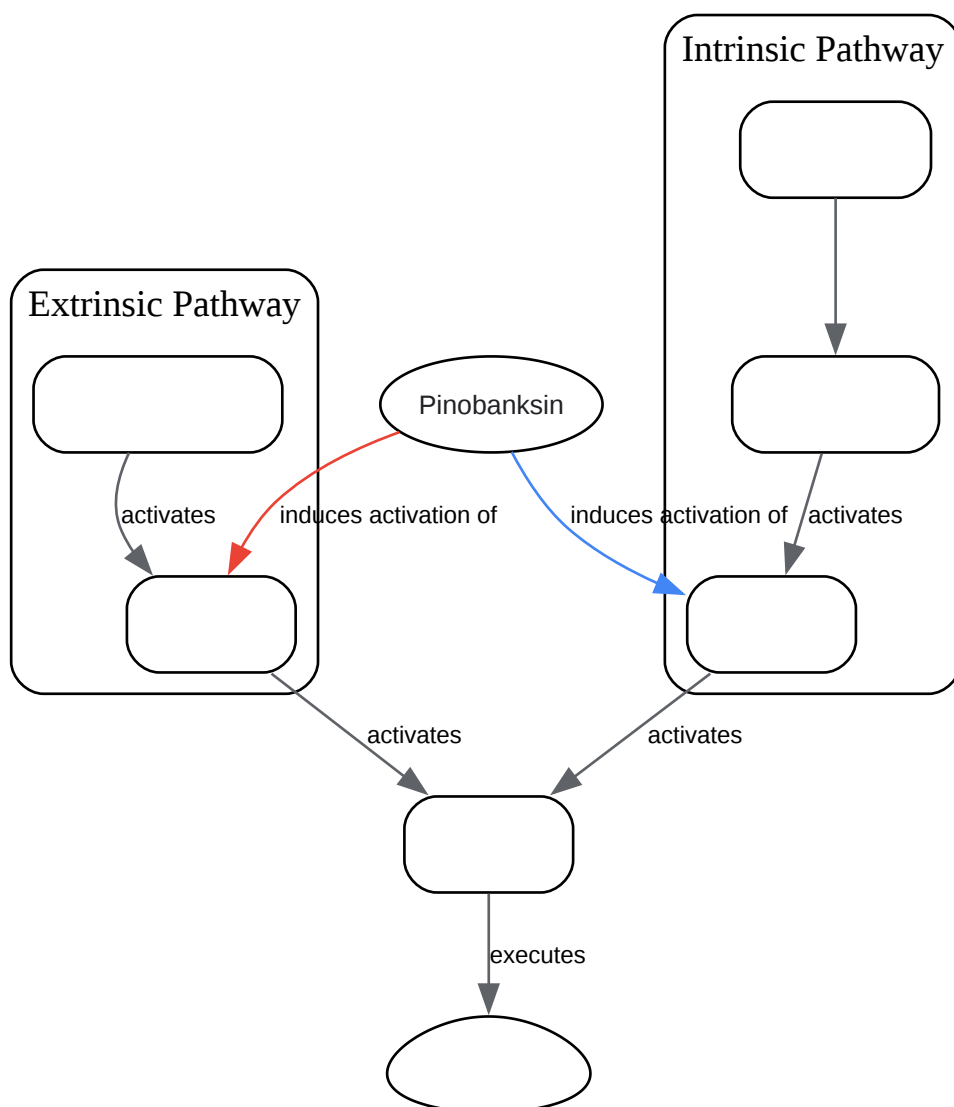 Intrinsic Pathway
Extrinsic Pathway
Pinobanksin
activates
induces activation of
induces activation of
activates
activates
activates
executes